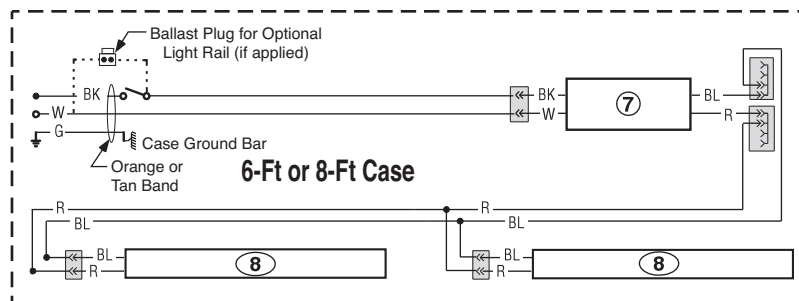 Ballast Plug for Optional
Light Rail (if applied)
BK
W
G
Case Ground Bar
Orange or
Tan Band
6-Ft or 8-Ft Case
BK
W
7
BL
R
R
BL
R
BL
BL
R
8
BL
R
8